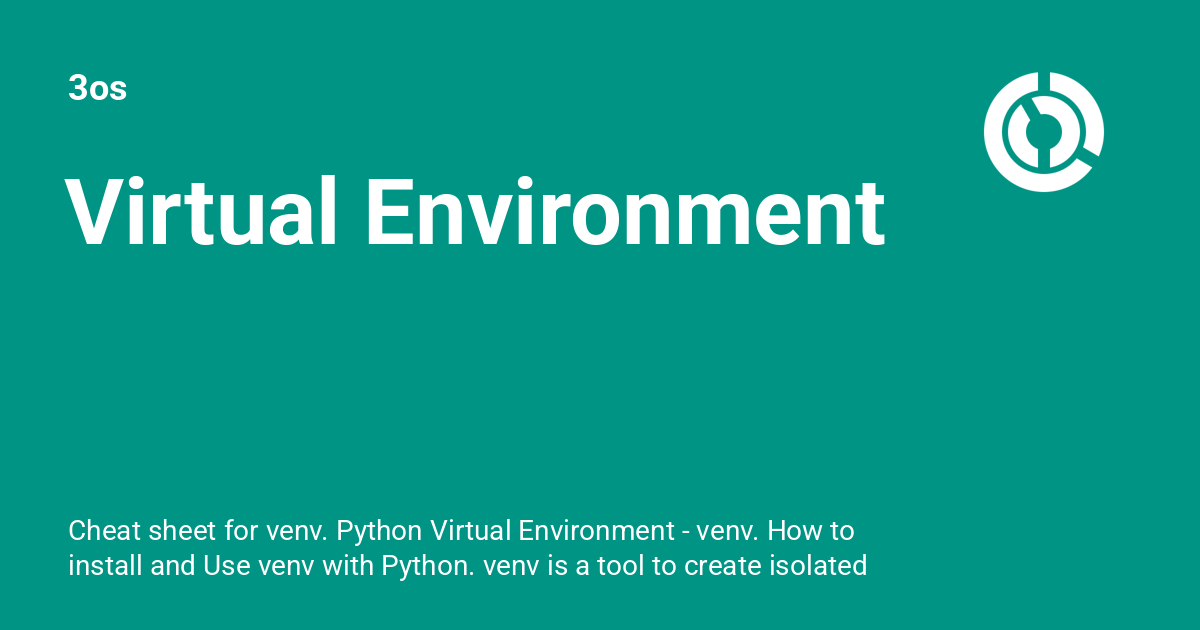 3os
Virtual Environment
Cheat sheet for venv. Python Virtual Environment - venv. How to
install and Use venv with Python. venv is a tool to create isolated